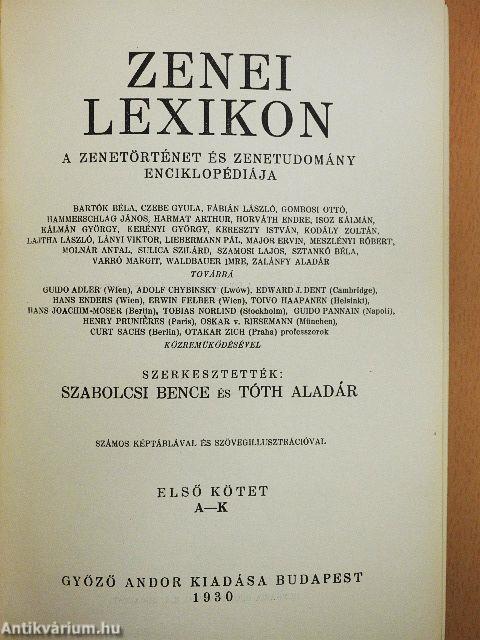 ZENEI
LEXIKON
A ZENETÖRTÉNET ÉS ZENETUDOMÁNY
ENCIKLOPÉDIÁJA
BARTÓK BÉLA, CZEBE GYULA, FÁBIÁN LÁSZLÓ, GOMBOSI OTTÓ,
HAMMERSCHLAG JÁNOS, HARMAT ARTHUR, HORVÁTH ENDRE, ISOZ KÁLMÁN,
KÁLMÁN GYÖRGY, KERÉNYI GYÖRGY, KERESZTY ISTVÁN, KODÁLY ZOLTÁN,
LAJTHA LÁSZLÓ, LÁNYI VIKTOR, LIEBERMANN PÁL, MAJOR ERVIN, MESZLÉNYI RÓBERT,
MOLNÁR ANTAL, SULICA SZILÁRD, SZAMOSI LAJOS, SZTANKÓ BÉLA,
VARRÓ MARGIT, WALDBAUER IMRE, ZALÁNFY ALADÁR
TOVÁBBÁ
GUIDO ADLER (Wien), ADOLF CHYBINSKY (Lwów), EDWARD J. DENT (Cambridge),
HANS ENDERS (Wien), ERWIN FELBER (Wien), TOIVO HAAPANEN (Helsinki),
HANS JOACHIM-MOSER (Berlin), TOBIAS NORLIND (Stockholm), GUIDO PANNAIN (Napoli),
HENRY PRUNIÈRES (Paris), OSKAR v. RIESEMANN (München),
CURT SACHS (Berlin), OTAKAR ZICH (Praha) professzorok
KÖZREMŰKÖDÉSÉVEL
SZERKESZTETTÉK:
SZABOLCSI BENCE ÉS TÓTH ALADÁR
SZÁMOS KÉPTÁBLÁVAL ÉS SZÖVEGILLUSZTRÁCIÓVAL
ELSŐ KÖTET
A—K
GYŐZŐ ANDOR KIADÁSA BUDAPEST
1930
Antikvárium.hu